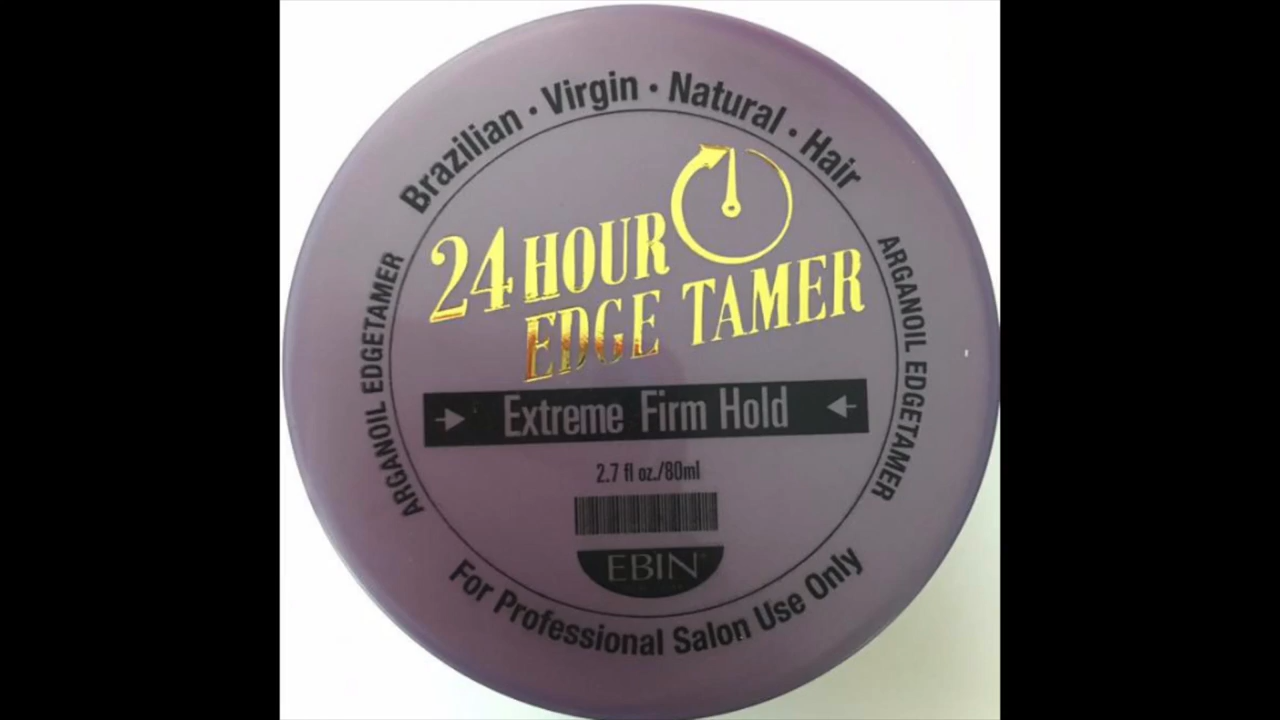 Brazilian · Virgin · Natural · Hair
ARGANOIL EDGETAMER
24 HOUR
EDGE TAMER
ARGANOIL EDGETAMER
Extreme Firm Hold
2.7 fl oz./80ml
EBIN®
For Professional Salon Use Only